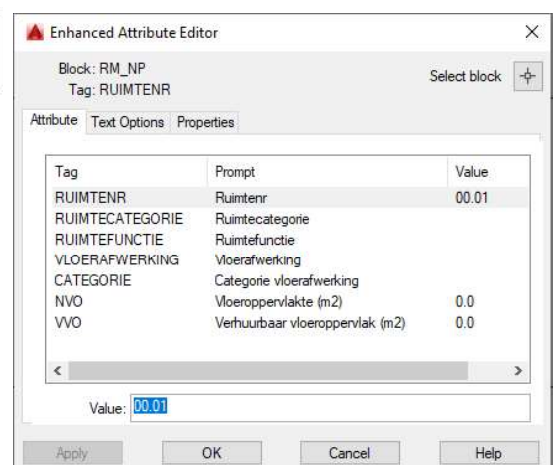 Enhanced Attribute Editor
Block: RM_NP
Select block
Tag: RUIMTENR
Attribute Text Options Properties
Tag Prompt Value
RUIMTENR Ruimtenr 00.01
RUIMTECATEGORIE Ruimtecategorie
RUIMTEFUNCTIE Ruimtefunctie
VLOERAFWERKING Vloerafwerking
CATEGORIE Categorie vloerafwerking
NVO Vloeroppervlakte (m2) 0.0
VVO Verhuurbaar vloeroppervlak (m2) 0.0
Value: 00.01
Apply OK Cancel Help